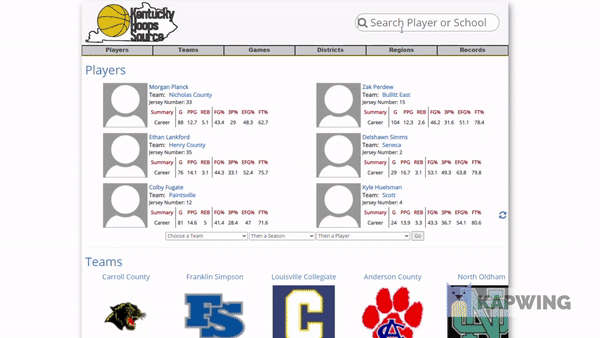 Kentucky
Hoops
Source
Search Player or School
Players Teams Games Districts Regions Records
Players
Morgan Planck
Team: Nicholas County
Jersey Number: 33
Summary G PPG REB FG% 3P% EFG% FT%
Career 88 12.7 5.1 43.4 29 48.3 62.7
Zak Perdew
Team: Bullitt East
Jersey Number: 15
Summary G PPG REB FG% 3P% EFG% FT%
Career 104 12.3 2.6 46.2 31.6 51.1 78.4
Ethan Lankford
Team: Henry County
Jersey Number: 35
Summary G PPG REB FG% 3P% EFG% FT%
Career 76 14.1 3.1 44.3 33.1 52.4 75.7
Delshawn Simms
Team: Seneca
Jersey Number: 2
Summary G PPG REB FG% 3P% EFG% FT%
Career 29 16.7 3.1 53.1 49.3 63.8 79.8
Colby Fugate
Team: Paintsville
Jersey Number: 12
Summary G PPG REB FG% 3P% EFG% FT%
Career 81 14.6 5 41.4 28.4 47 71.6
Kyle Huelsman
Team: Scott
Jersey Number: 4
Summary G PPG REB FG% 3P% EFG% FT%
Career 24 13.9 3.3 43.3 36.7 54.1 80.6
Choose a Team Then a Season Then a Player Go
Teams
Carroll County Franklin Simpson Louisville Collegiate Anderson County North Oldham
FS C AC N
KAPWING